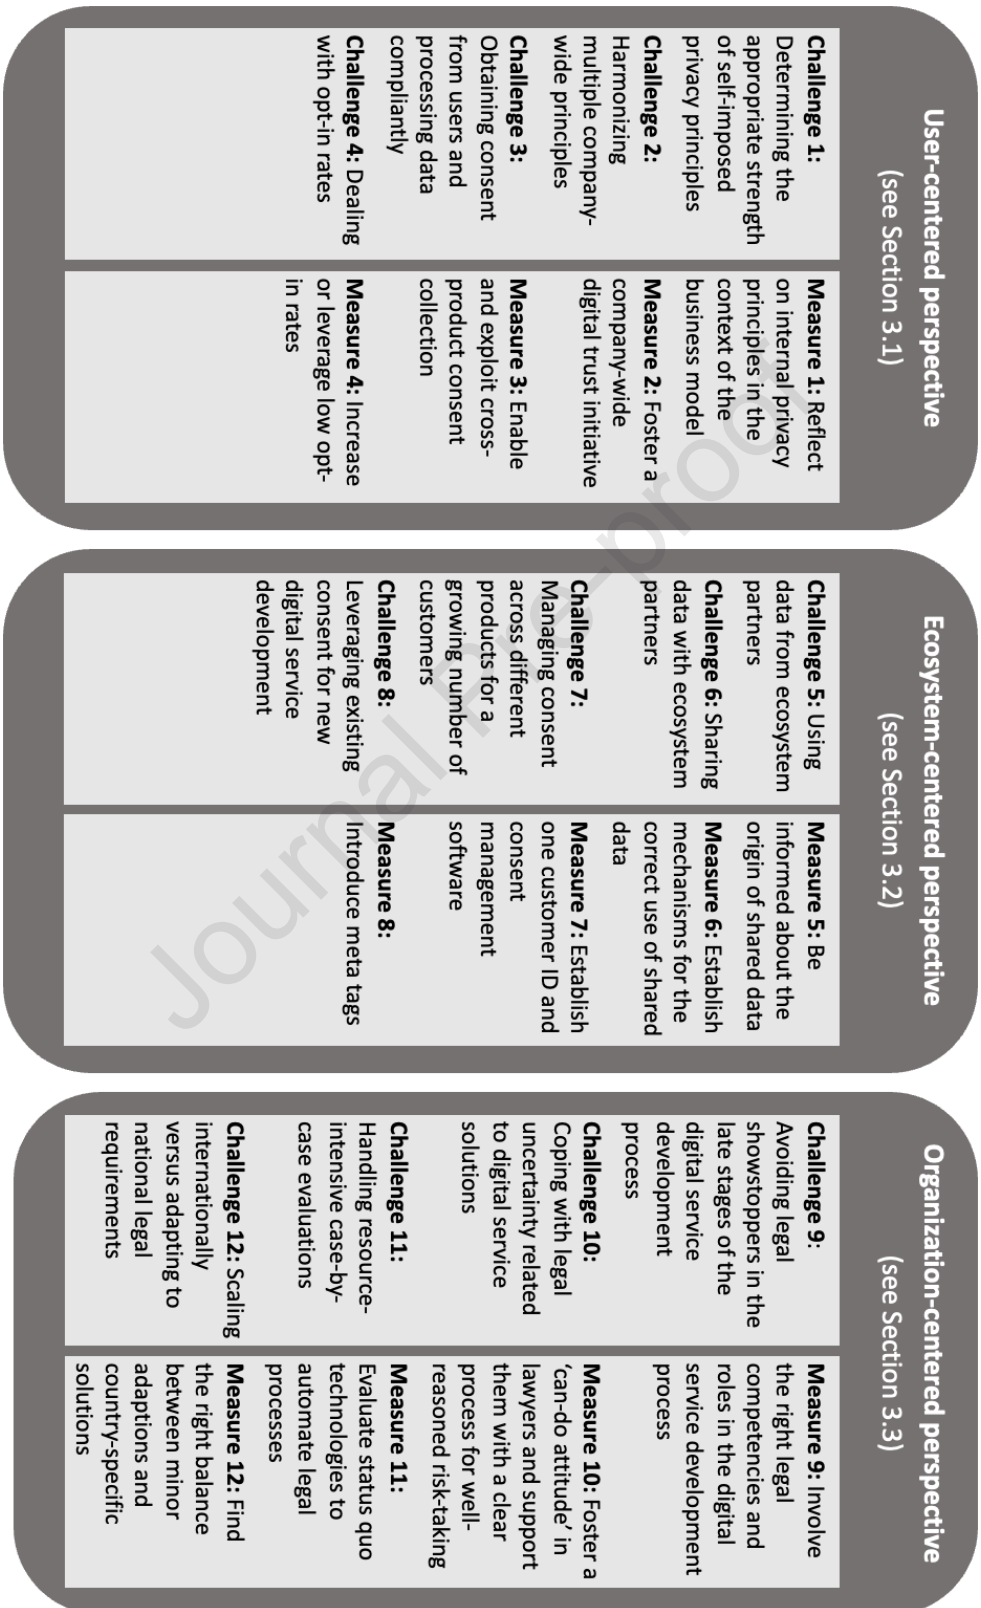 User-centered perspective
(see Section 3.1)
Challenge 1:
Determining the
appropriate strength
of self-imposed
privacy principles
Challenge 2:
Harmonizing
multiple company-
wide principles
Challenge 3:
Obtaining consent
from users and
processing data
compliantly
Challenge 4: Dealing
with opt-in rates
Measure 1: Reflect
on internal privacy
principles in the
context of the
business model
Measure 2: Foster a
company-wide
digital trust initiative
Measure 3: Enable
and exploit cross-
product consent
collection
Measure 4: Increase
or leverage low opt-
in rates
Ecosystem-centered perspective
(see Section 3.2)
Challenge 5: Using
data from ecosystem
partners
Challenge 6: Sharing
data with ecosystem
partners
Challenge 7:
Managing consent
across different
products for a
growing number of
customers
Challenge 8:
Leveraging existing
consent for new
digital service
development
Measure 5: Be
informed about the
origin of shared data
Measure 6: Establish
mechanisms for the
correct use of shared
data
Measure 7: Establish
one customer ID and
consent
management
software
Measure 8:
Introduce meta tags
Organization-centered perspective
(see Section 3.3)
Challenge 9:
Avoiding legal
showstoppers in the
late stages of the
digital service
development
process
Challenge 10:
Coping with legal
uncertainty related
to digital service
solutions
Challenge 11:
Handling resource-
intensive case-by-
case evaluations
Challenge 12: Scaling
internationally
versus adapting to
national legal
requirements
Measure 9: Involve
the right legal
competencies and
roles in the digital
service development
process
Measure 10: Foster a
‘can-do attitude’ in
lawyers and support
them with a clear
process for well-
reasoned risk-taking
Measure 11:
Evaluate status quo
technologies to
automate legal
processes
Measure 12: Find
the right balance
between minor
adaptions and
country-specific
solutions
Journal Pre-proof